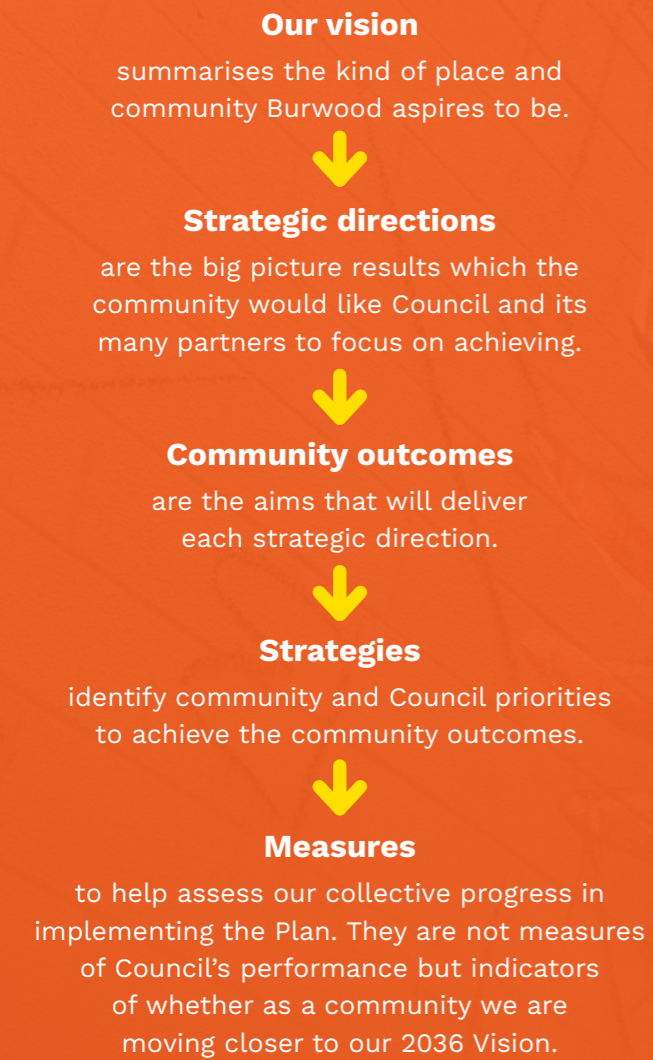 Our vision
summarises the kind of place and
community Burwood aspires to be.
Strategic directions
are the big picture results which the
community would like Council and its
many partners to focus on achieving.
Community outcomes
are the aims that will deliver
each strategic direction.
Strategies
identify community and Council priorities
to achieve the community outcomes.
Measures
to help assess our collective progress in
implementing the Plan. They are not measures
of Council’s performance but indicators
of whether as a community we are
moving closer to our 2036 Vision.